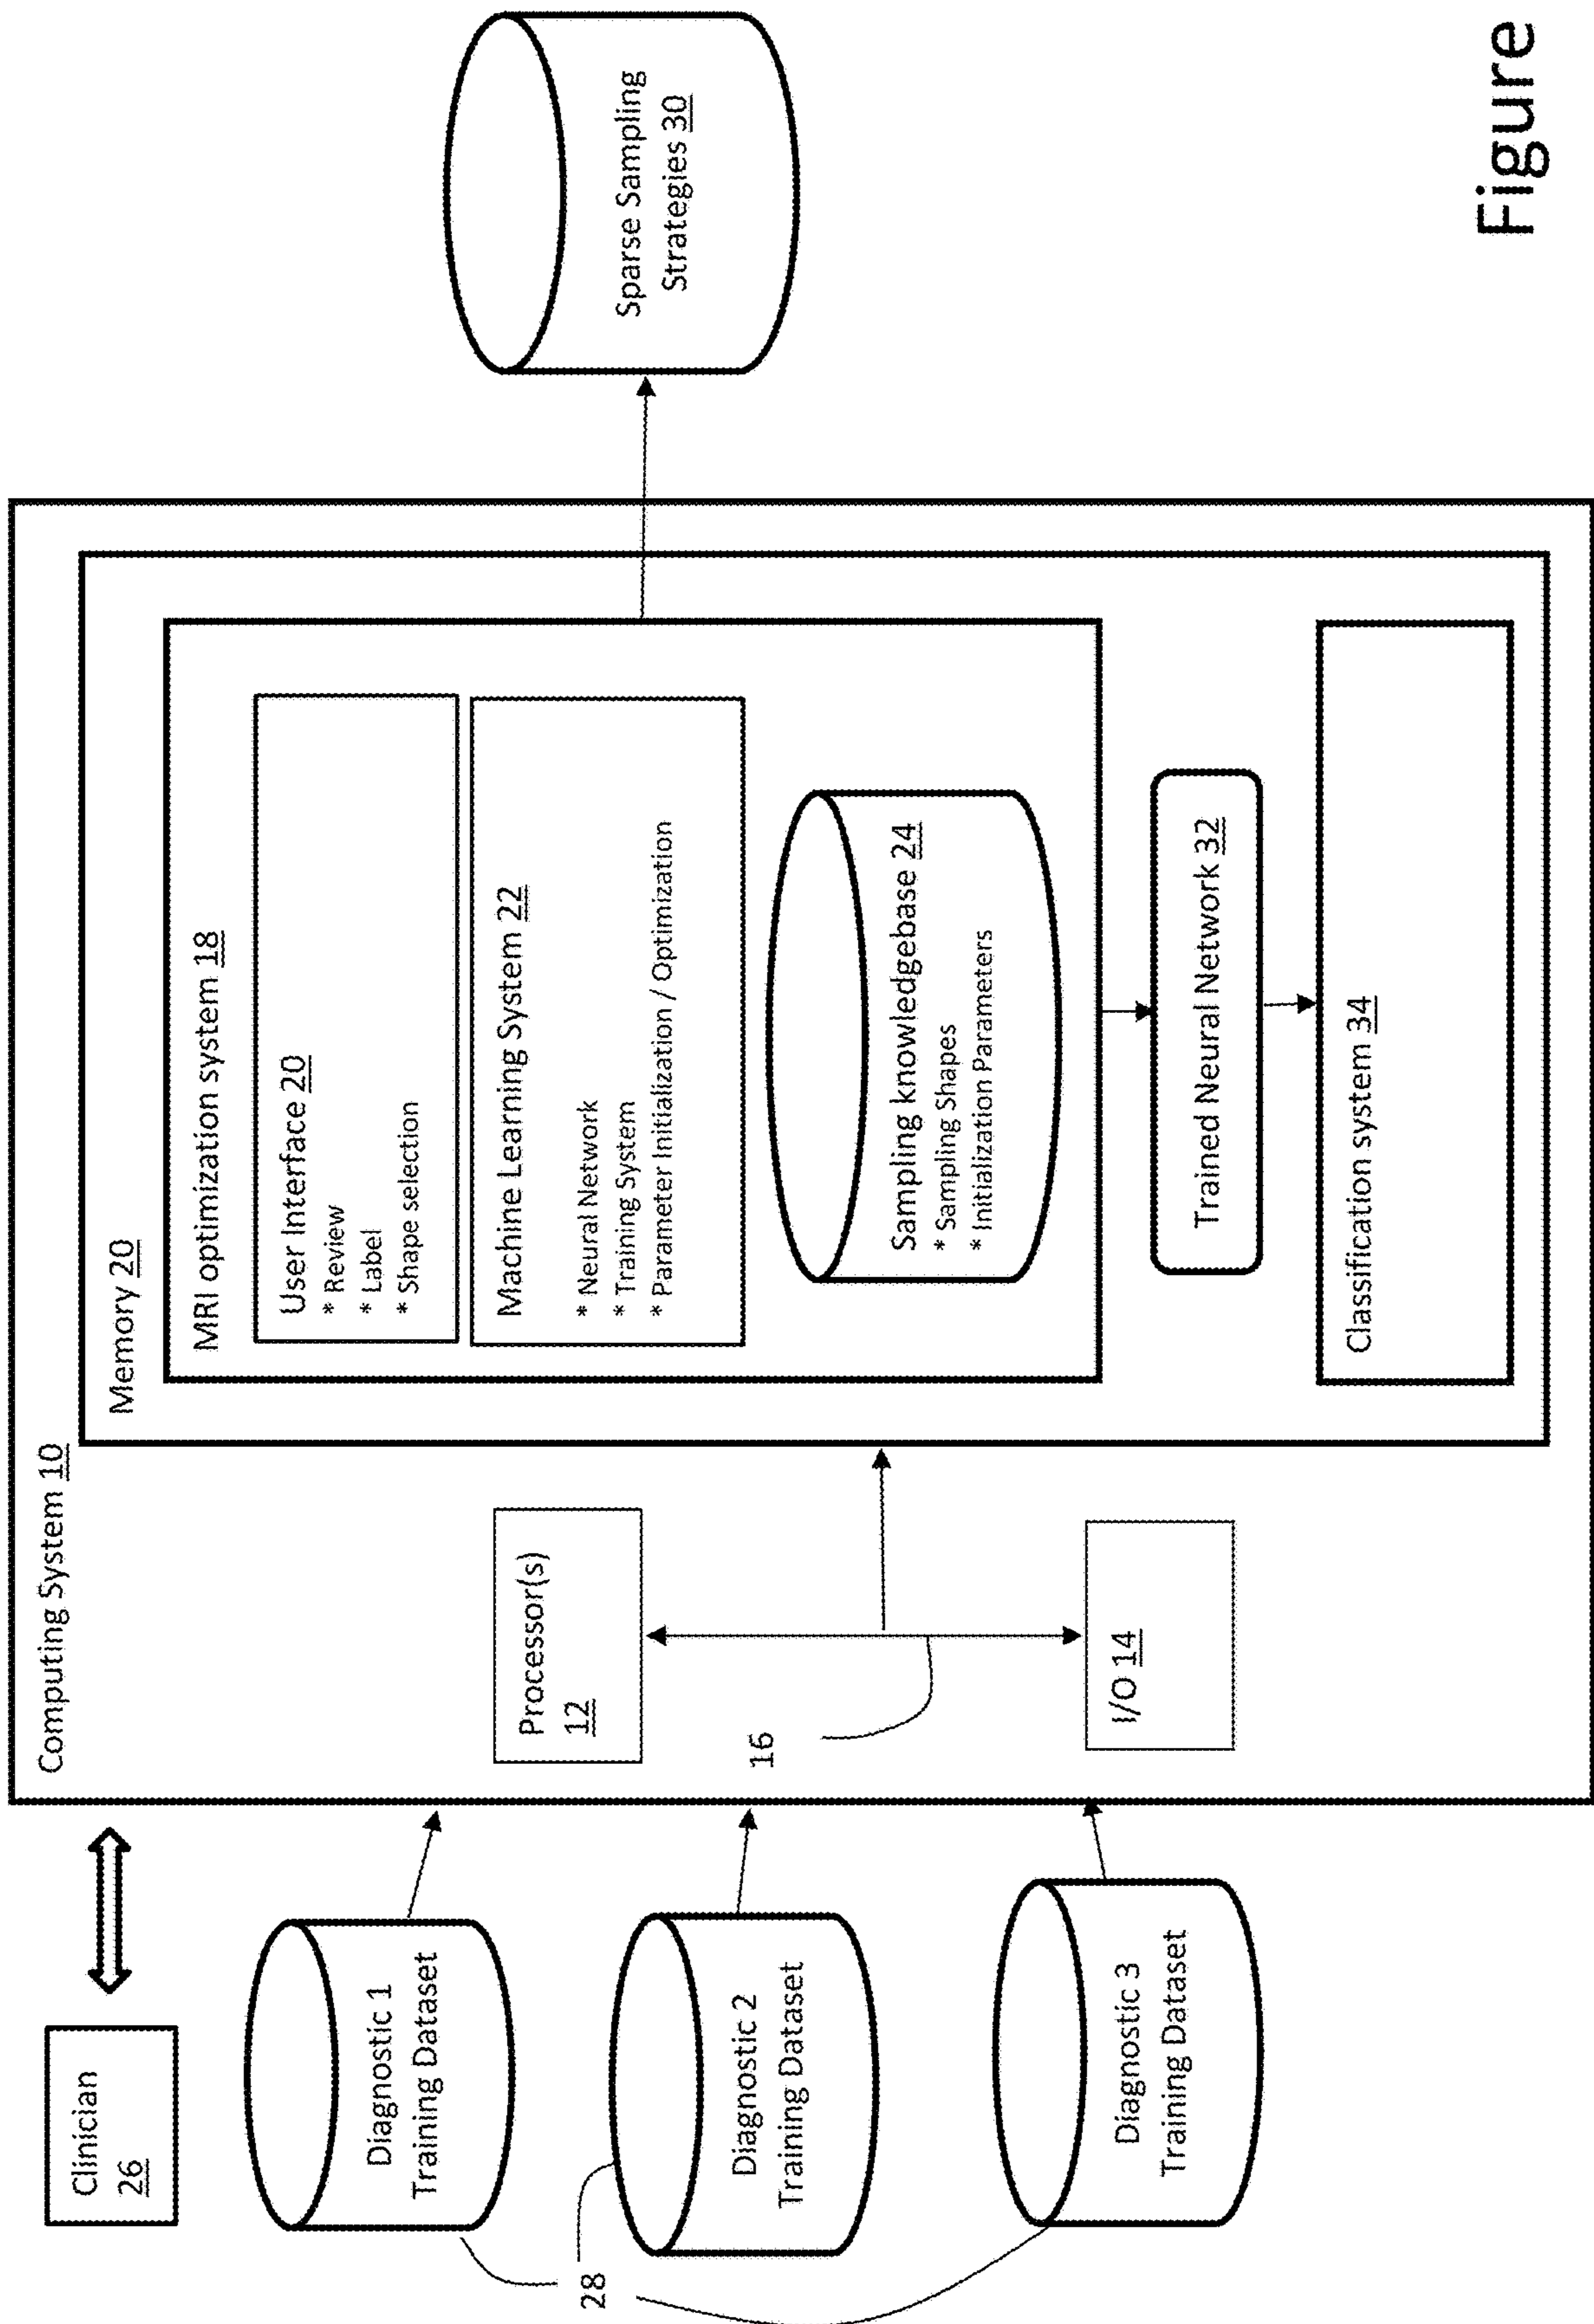 Clinician
26
Computing System 10
Memory 20
MRI optimization system 18
User Interface 20
* Review
* Label
* Shape selection
Machine Learning System 22
* Neural Network
* Training System
* Parameter Initialization / Optimization
Sampling knowledgebase 24
* Sampling Shapes
* Initialization Parameters
Trained Neural Network 32
Classification system 34
Processor(s)
12
16
I/O 14
Diagnostic 1
Training Dataset
Diagnostic 2
Training Dataset
Diagnostic 3
Training Dataset
28
Sparse Sampling
Strategies 30
Figure